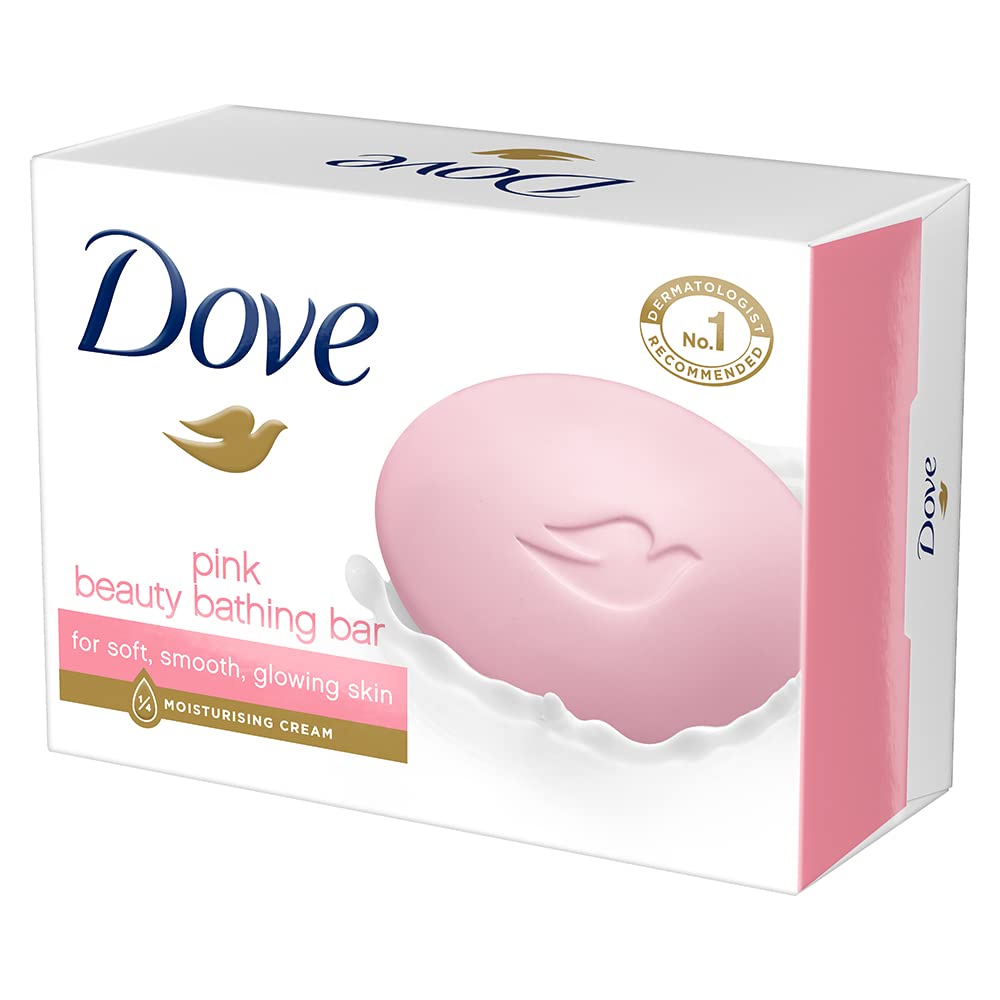 Dove
Dove
DERMATOLOGIST
No.1
RECOMMENDED
pink
beauty bathing bar
for soft, smooth, glowing skin
1/4 MOISTURISING CREAM
Dove